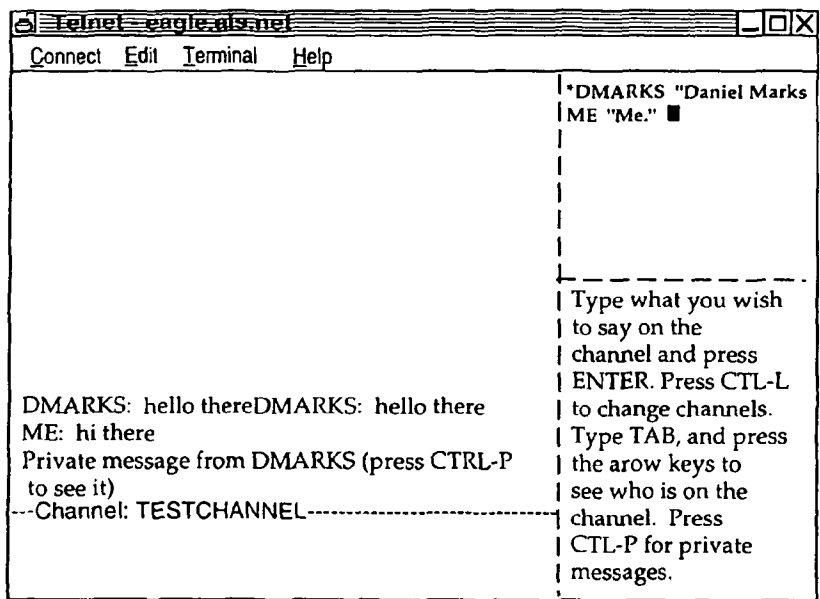 Telnet - eagle.ais.net
Connect Edit Terminal Help
*DMARKS "Daniel Marks
ME "Me."
DMARKS: hello thereDMARKS: hello there
ME: hi there
Private message from DMARKS (press CTRL-P
to see it)
---Channel: TESTCHANNEL----------------------------
Type what you wish
to say on the
channel and press
ENTER. Press CTL-L
to change channels.
Type TAB, and press
the arow keys to
see who is on the
channel. Press
CTL-P for private
messages.